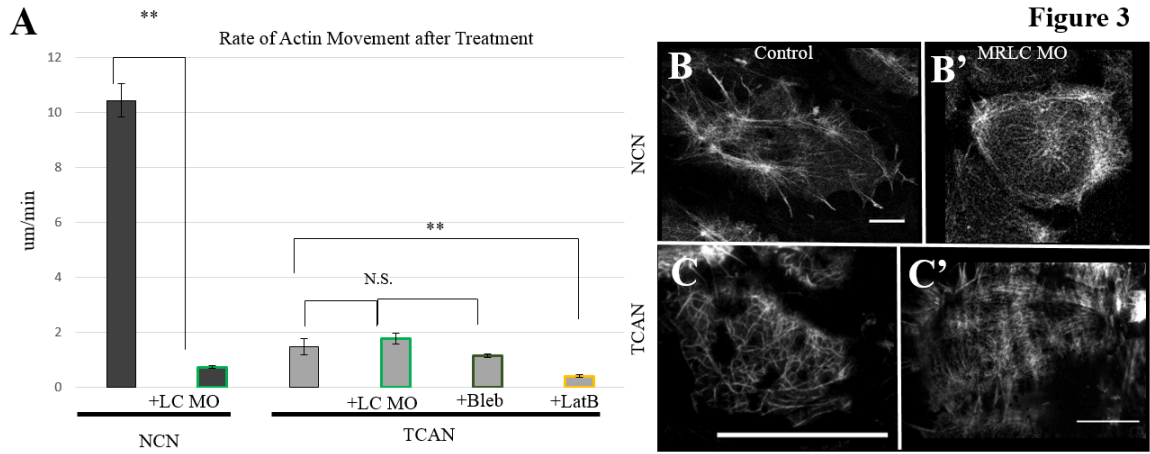 Figure 3
A
**
Rate of Actin Movement after Treatment
12
10
8
6
4
2
0
um/min
**
N.S.
+LC MO
+LC MO
+Bleb
+LatB
NCN
TCAN
Control
MRLC MO
B
B’
NCN
C
C’
TCAN